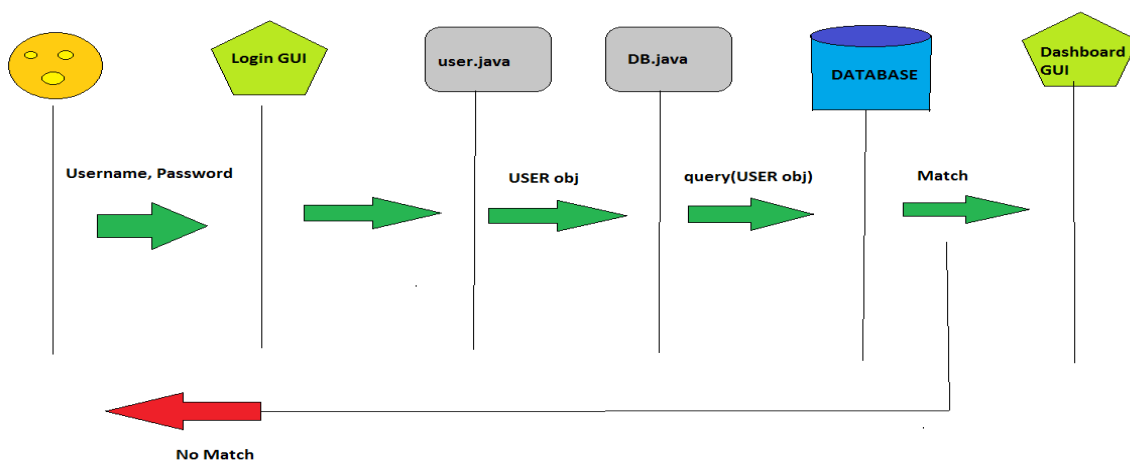 Login GUI
user.java
DB.java
DATABASE
Dashboard
GUI
Username, Password
USER obj
query(USER obj)
Match
No Match